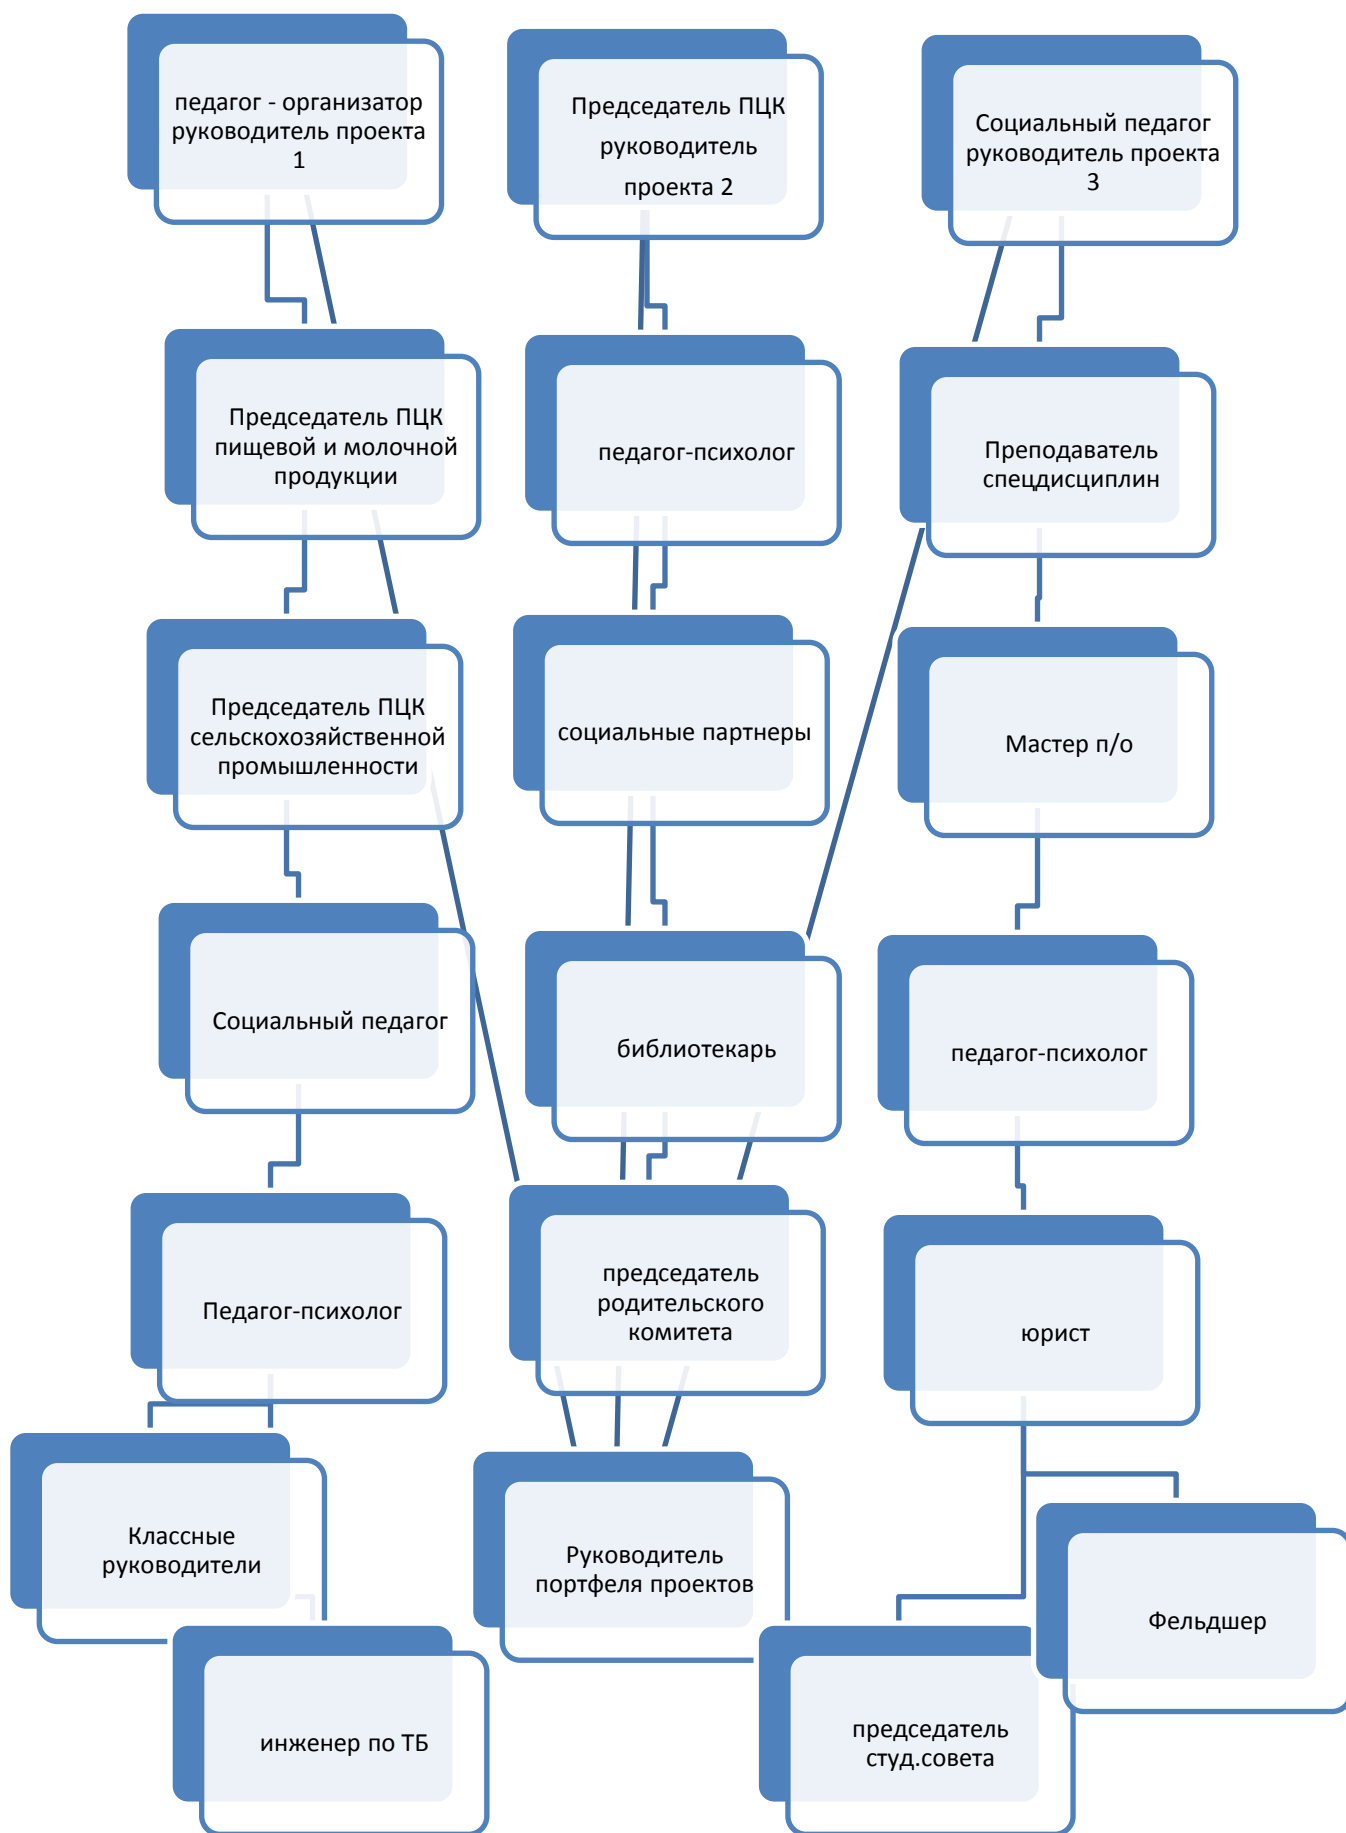 педагог - организатор
руководитель проекта
1
Председатель ПЦК
руководитель
проекта 2
Социальный педагог
руководитель проекта
3
Председатель ПЦК
пищевой и молочной
продукции
педагог-психолог
Преподаватель
спецдисциплин
Председатель ПЦК
сельскохозяйственной
промышленности
социальные партнеры
Мастер п/о
Социальный педагог
библиотекарь
педагог-психолог
Педагог-психолог
председатель
родительского
комитета
юрист
Классные
руководители
Руководитель
портфеля проектов
Фельдшер
инженер по ТБ
председатель
студ.совета